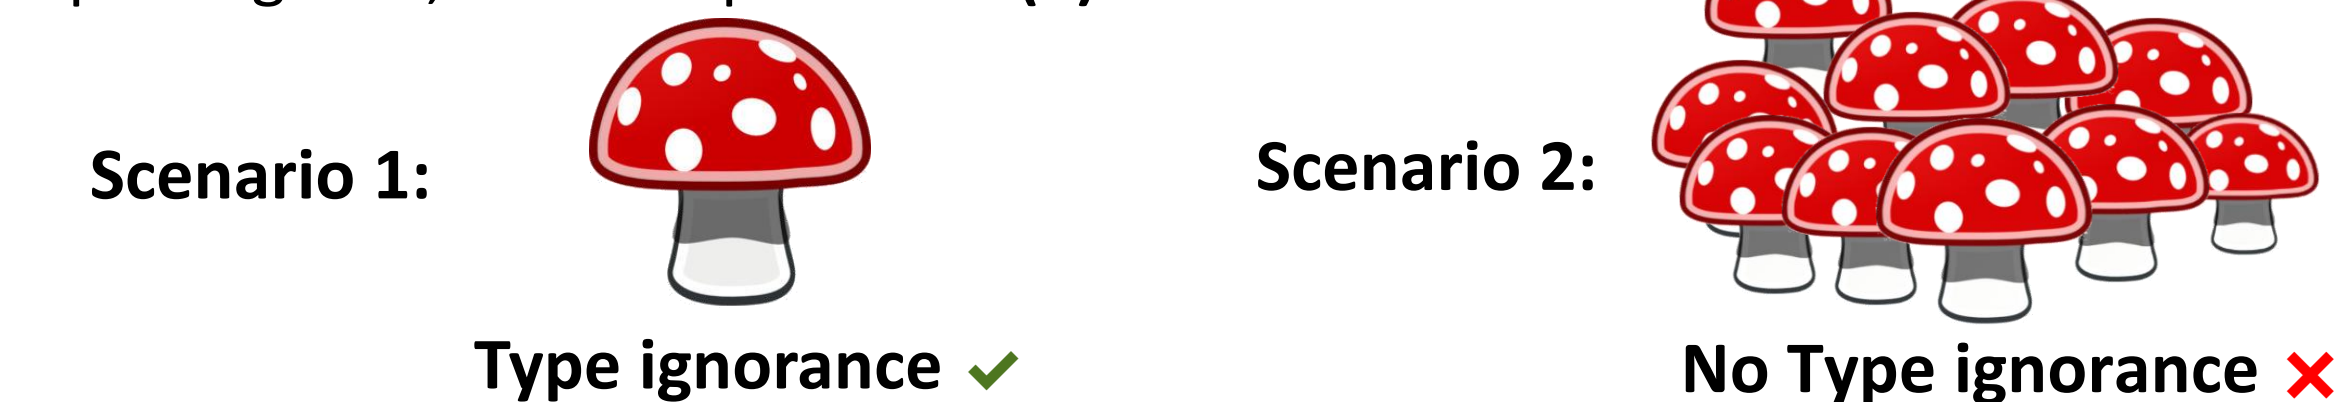 Scenario 1:
Scenario 2:
Type ignorance ✓
No Type ignorance ✕